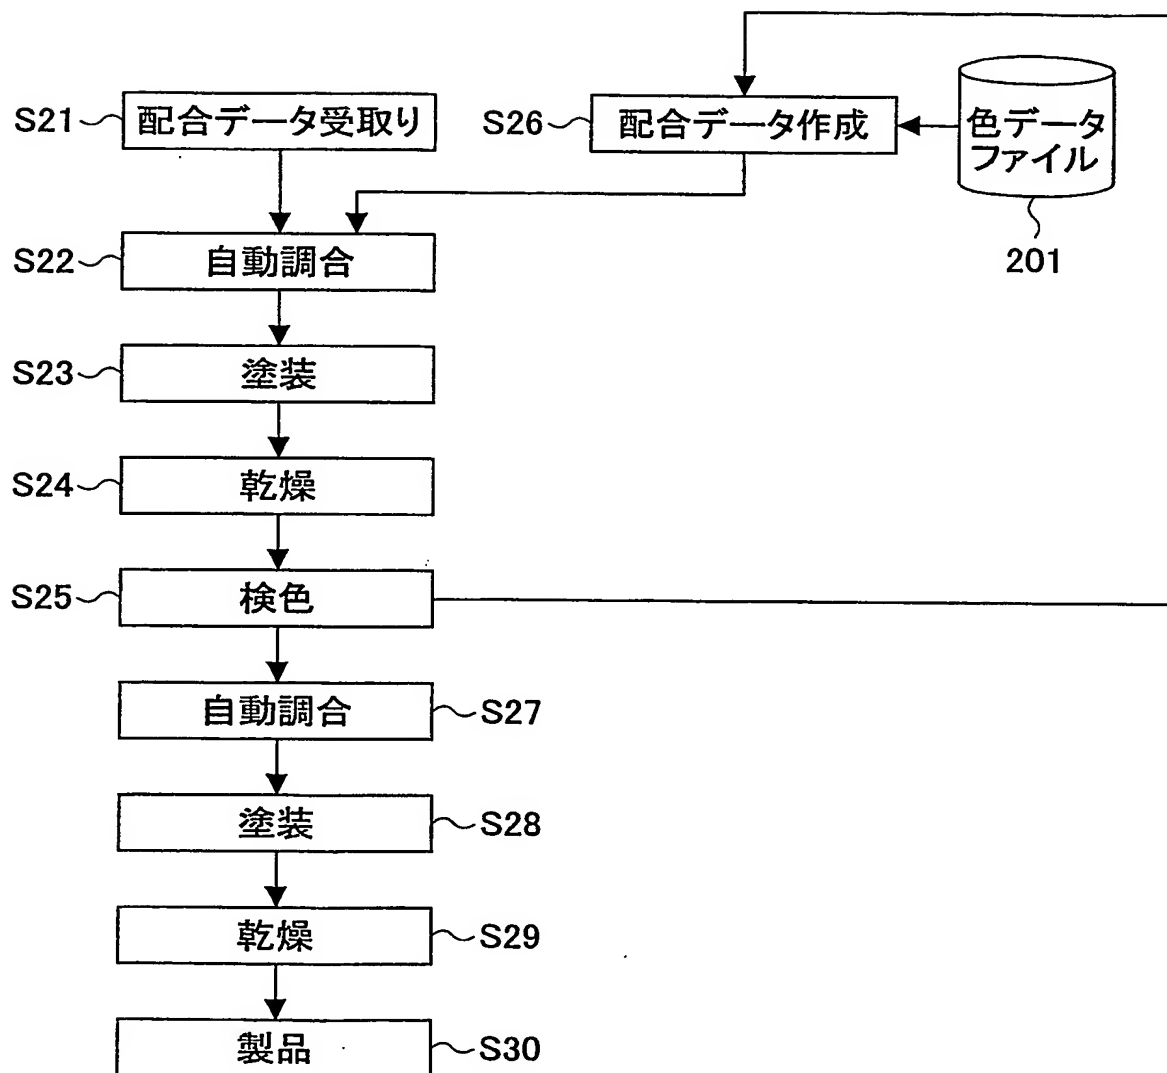 S21
配合データ受取り
S26
配合データ作成
色データ
ファイル
201
S22
自動調合
S23
塗装
S24
乾燥
S25
検色
自動調合
S27
塗装
S28
乾燥
S29
製品
S30